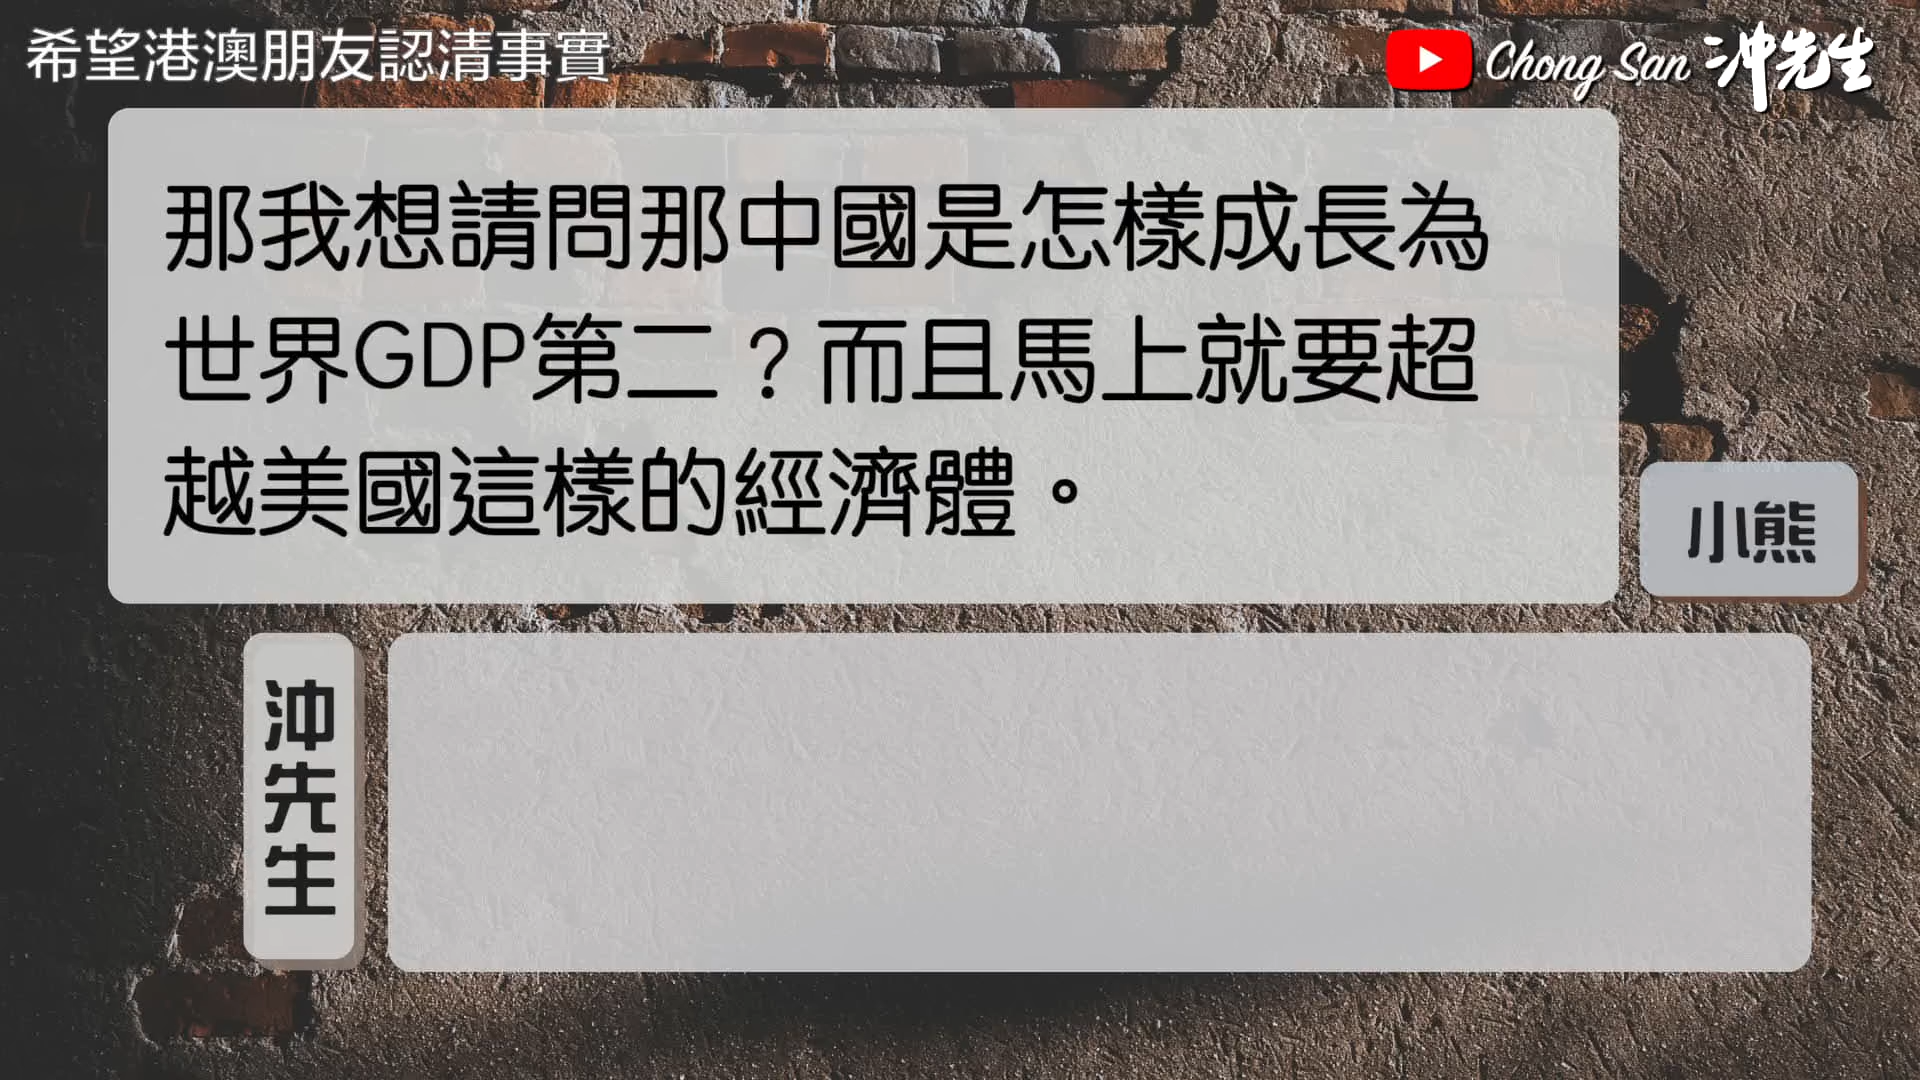 希望港澳朋友認清事實
Chong San 沖先生
那我想請問那中國是怎樣成長為
世界GDP第二？而且馬上就要超
越美國這樣的經濟體。
小熊
沖先生